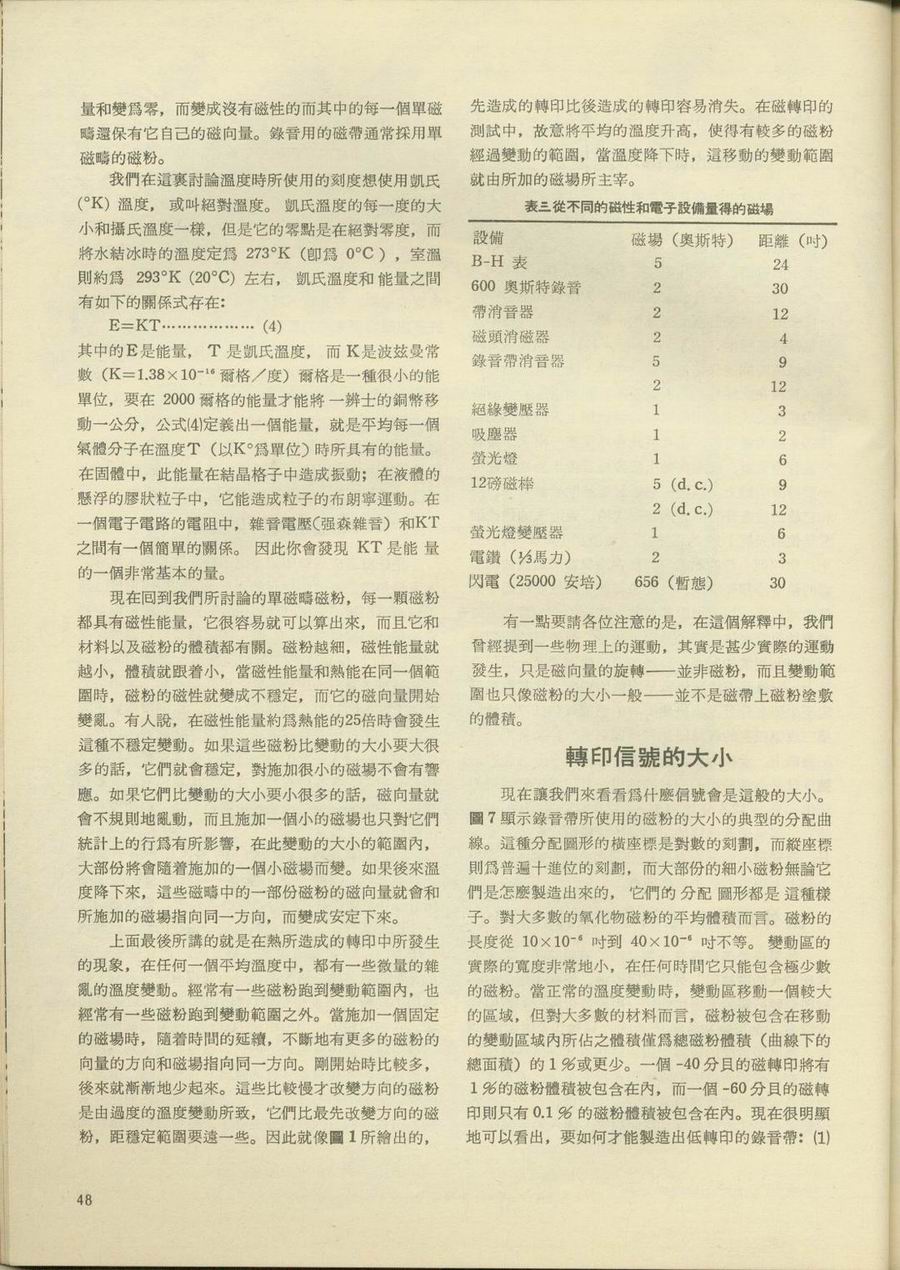 量和變爲零，而變成沒有磁性的而其中的每一個單磁
疇還保有它自己的磁向量。錄音用的磁帶通常採用單
磁疇的磁粉。
我們在這裏討論溫度時所使用的刻度想使用凱氏
(°K) 溫度， 或叫絕對溫度。 凱氏溫度的每一度的大
小和攝氏溫度一樣，但是它的零點是在絕對零度，而
將水結冰時的溫度定爲 273°K (卽爲 0°C ) ，室溫
則約爲 293°K (20°C) 左右， 凱氏溫度和 能量之間
有如下的關係式存在：
E=KT……………… (4)
其中的E是能量， T 是凱氏溫度， 而 K是波玆曼常
數 (K=1.38×10⁻¹⁶ 爾格／度) 爾格是一種很小的能
單位，要在 2000 爾格的能量才能將 一辨士的銅幣移
動一公分，公式(4)定義出一個能量，就是平均每一個
氣體分子在溫度T (以K°爲單位) 時所具有的能量。
在固體中，此能量在結晶格子中造成振動；在液體的
懸浮的膠狀粒子中，它能造成粒子的布朗寧運動。在
一個電子電路的電阻中，雜音電壓(强森雜音) 和KT
之間有一個簡單的關係。 因此你會發現 KT 是能 量
的一個非常基本的量。
現在囘到我們所討論的單磁疇磁粉，每一顆磁粉
都具有磁性能量，它很容易就可以算出來，而且它和
材料以及磁粉的體積都有關。磁粉越細，磁性能量就
越小，體積就跟着小，當磁性能量和熱能在同一個範
圍時，磁粉的磁性就變成不穩定，而它的磁向量開始
變亂。有人說，在磁性能量約爲熱能的25倍時會發生
這種不穩定變動。如果這些磁粉比變動的大小要大很
多的話，它們就會穩定，對施加很小的磁場不會有響
應。如果它們比變動的大小要小很多的話，磁向量就
會不規則地亂動，而且施加一個小的磁場也只對它們
統計上的行爲有所影響，在此變動的大小的範圍內，
大部份將會隨着施加的一個小磁場而變。如果後來溫
度降下來，這些磁疇中的一部份磁粉的磁向量就會和
所施加的磁場指向同一方向，而變成安定下來。
上面最後所講的就是在熱所造成的轉印中所發生
的現象，在任何一個平均溫度中，都有一些微量的雜
亂的溫度變動。經常有一些磁粉跑到變動範圍內，也
經常有一些磁粉跑到變動範圍之外。當施加一個固定
的磁場時，隨着時間的延續，不斷地有更多的磁粉的
向量的方向和磁場指向同一方向。剛開始時比較多，
後來就漸漸地少起來。這些比較慢才改變方向的磁粉
是由過度的溫度變動所致，它們比最先改變方向的磁
粉，距穩定範圍要遠一些。因此就像圖 1 所繪出的，
先造成的轉印比後造成的轉印容易消失。在磁轉印的
測試中，故意將平均的溫度升高，使得有較多的磁粉
經過變動的範圍，當溫度降下時，這移動的變動範圍
就由所加的磁場所主宰。
表三從不同的磁性和電子設備量得的磁場
設備 磁場 (奧斯特) 距離 (吋)
B-H 表 5 24
600 奧斯特錄音 2 30
帶消音器 2 12
磁頭消磁器 2 4
錄音帶消音器 5 9
2 12
絕緣變壓器 1 3
吸塵器 1 2
螢光燈 1 6
12磅磁棒 5 (d.c.) 9
2 (d.c.) 12
螢光燈變壓器 1 6
電鑽 (⅓馬力) 2 3
閃電 (25000 安培) 656 (暫態) 30
有一點要請各位注意的是，在這個解釋中，我們
曾經提到一些物理上的運動，其實是甚少實際的運動
發生，只是磁向量的旋轉——並非磁粉，而且變動範
圍也只像磁粉的大小一般——並不是磁帶上磁粉塗敷
的體積。
轉印信號的大小
現在讓我們來看看爲什麽信號會是這般的大小。
圖 7 顯示錄音帶所使用的磁粉的大小的典型的分配曲
線。這種分配圖形的橫座標是對數的刻劃，而縱座標
則爲普遍十進位的刻劃，而大部份的細小磁粉無論它
們是怎麽製造出來的， 它們的 分配 圖形都是 這種樣
子。對大多數的氧化物磁粉的平均體積而言。磁粉的
長度從 10×10⁻⁶ 吋到 40×10⁻⁶ 吋不等。 變動區的
實際的寬度非常地小，在任何時間它只能包含極少數
的磁粉。當正常的溫度變動時，變動區移動一個較大
的區域，但對大多數的材料而言，磁粉被包含在移動
的變動區域內所佔之體積僅爲總磁粉體積 (曲線下的
總面積) 的 1 %或更少。一個 -40 分貝的磁轉印將有
1 %的磁粉體積被包含在內，而一個 -60 分貝的磁轉
印則只有 0.1 % 的磁粉體積被包含在內。現在很明顯
地可以看出，要如何才能製造出低轉印的錄音帶：(1)
48